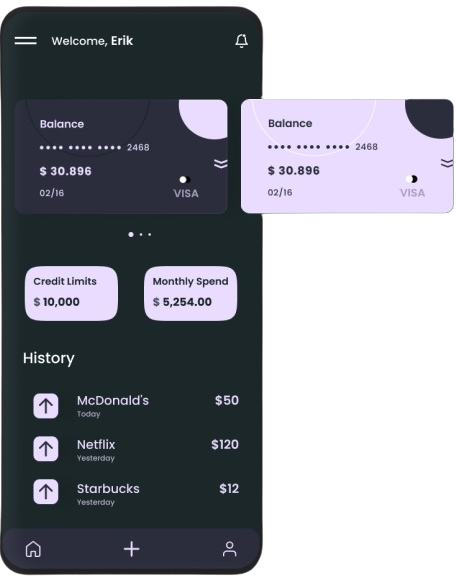 Welcome, Erik
Balance
•••• •••• •••• 2468
$ 30.896
02/16
VISA
Balance
•••• •••• •••• 2468
$ 30.896
02/16
VISA
Credit Limits
$ 10,000
Monthly Spend
$ 5,254.00
History
McDonald's $50
Today
Netflix $120
Yesterday
Starbucks $12
Yesterday